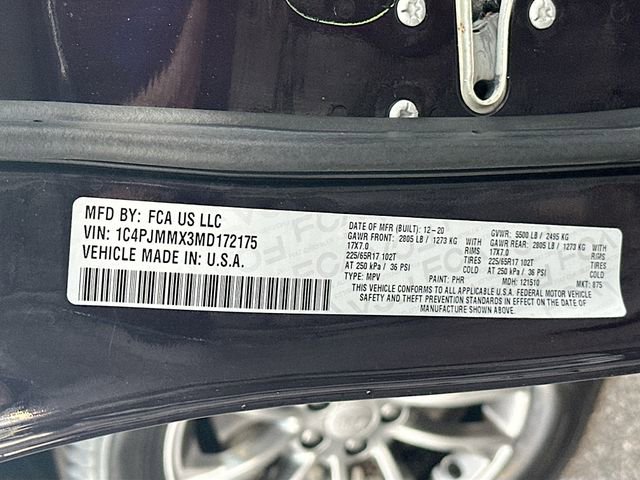 MFD BY: FCA US LLC
VIN: 1C4PJMMX3MD172175
VEHICLE MADE IN: U.S.A.
DATE OF MFR (BUILT): 12-20 GVWR: 5500 LB / 2495 KG
GAWR FRONT: 2805 LB / 1273 KG RIMS GAWR REAR: 2805 LB / 1273 KG RIMS
17X7.0 17X7.0
225/65R17 102T TIRES 225/65R17 102T TIRES
AT 250 kPa / 36 PSI AT 250 kPa / 36 PSI
TYPE: MPV PAINT: PHR MDH: 121510 MKT: 875
THIS VEHICLE CONFORMS TO ALL APPLICABLE U.S.A. FEDERAL MOTOR VEHICLE
SAFETY AND THEFT PREVENTION STANDARDS IN EFFECT ON THE DATE OF
MANUFACTURE SHOWN ABOVE.